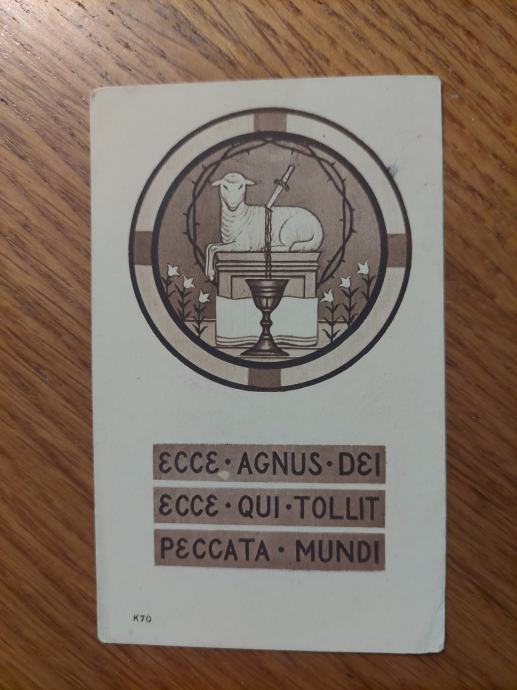 ECCE · AGNUS · DEI
ECCE · QUI · TOLLIT
PECCATA · MUNDI
K70